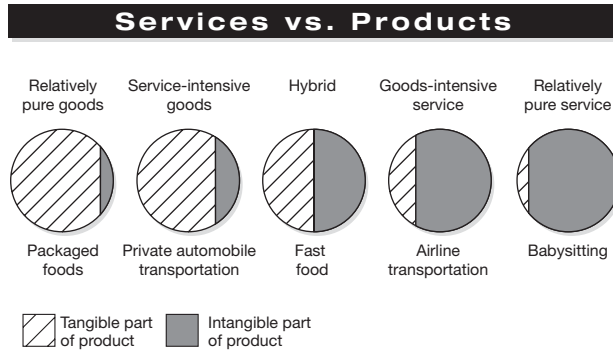 Services vs. Products
Relatively
pure goods
Service-intensive
goods
Hybrid
Goods-intensive
service
Relatively
pure service
Packaged
foods
Private automobile
transportation
Fast
food
Airline
transportation
Babysitting
Tangible part
of product
Intangible part
of product